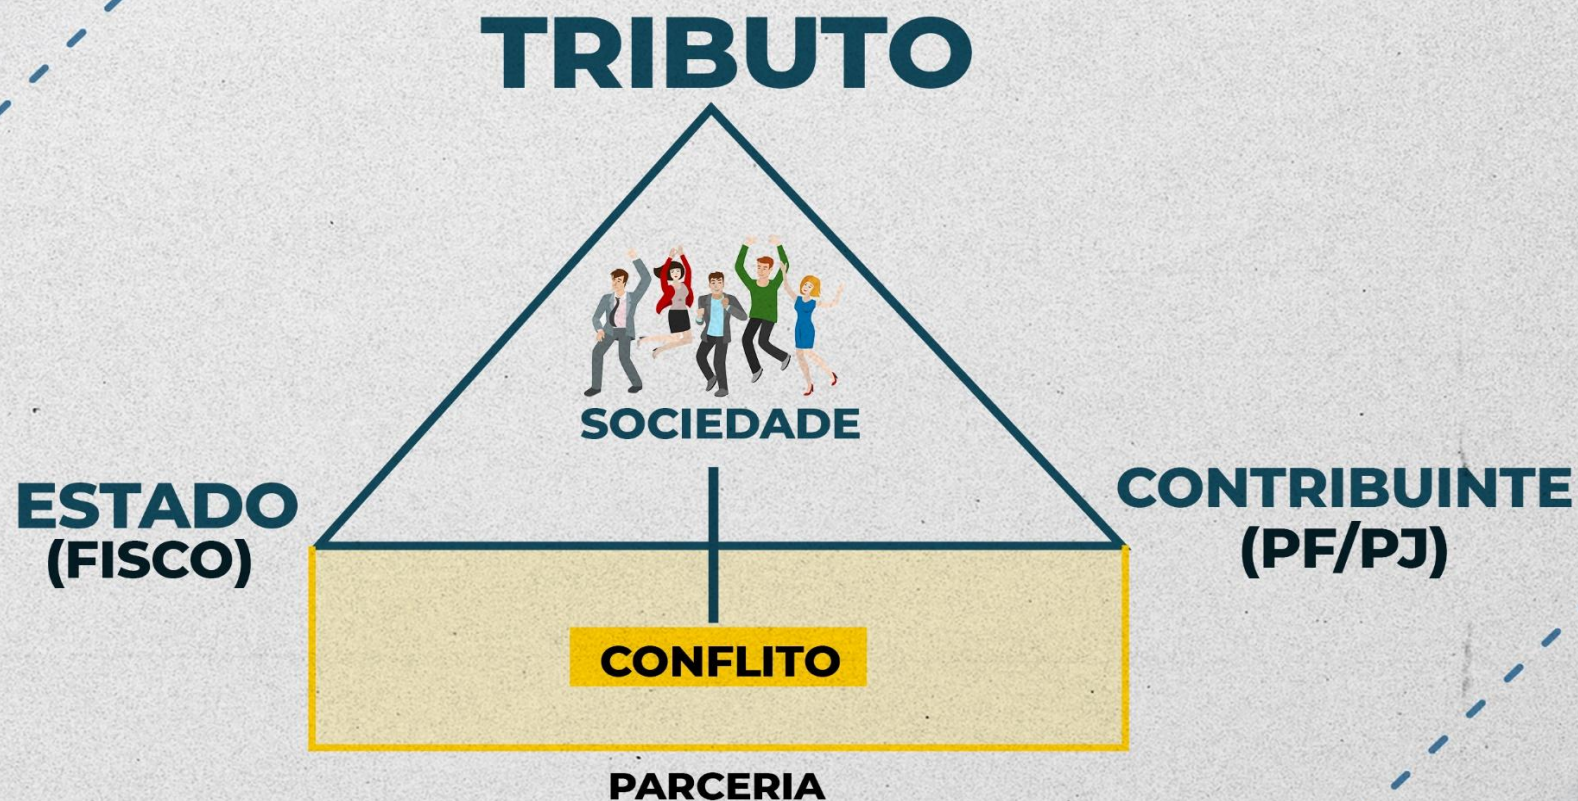 TRIBUTO
SOCIEDADE
ESTADO
(FISCO)
CONTRIBUINTE
(PF/PJ)
CONFLITO
PARCERIA